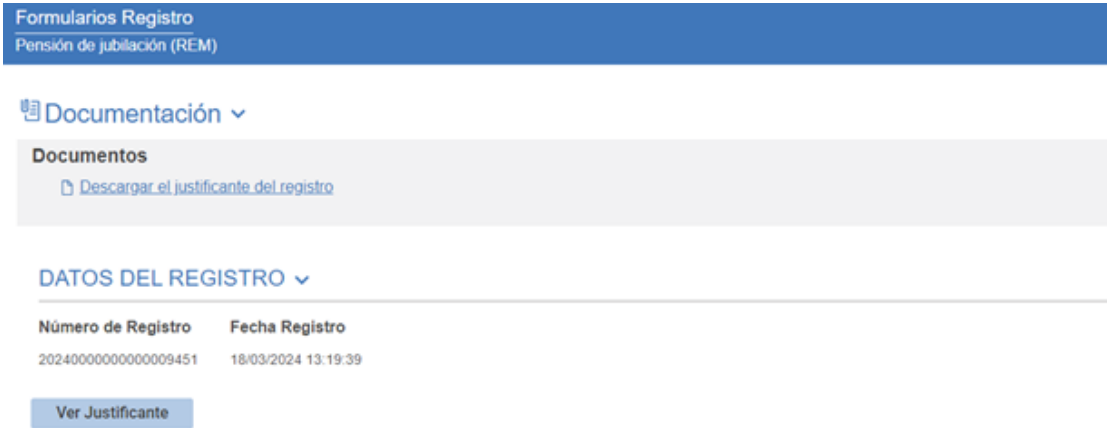 Formularios Registro
Pensión de jubilación (REM)
Documentación
Documentos
Descargar el justificante del registro
DATOS DEL REGISTRO
Número de Registro Fecha Registro
20240000000000009451 18/03/2024 13:19:39
Ver Justificante